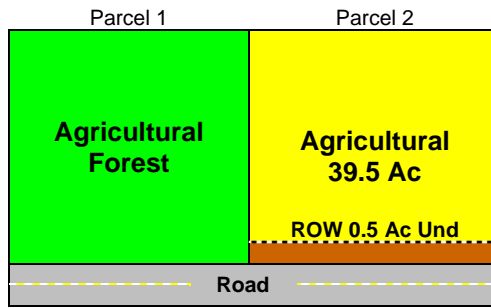 Parcel 1 Parcel 2
Agricultural
Forest
Agricultural
39.5 Ac
ROW 0.5 Ac Und
Road